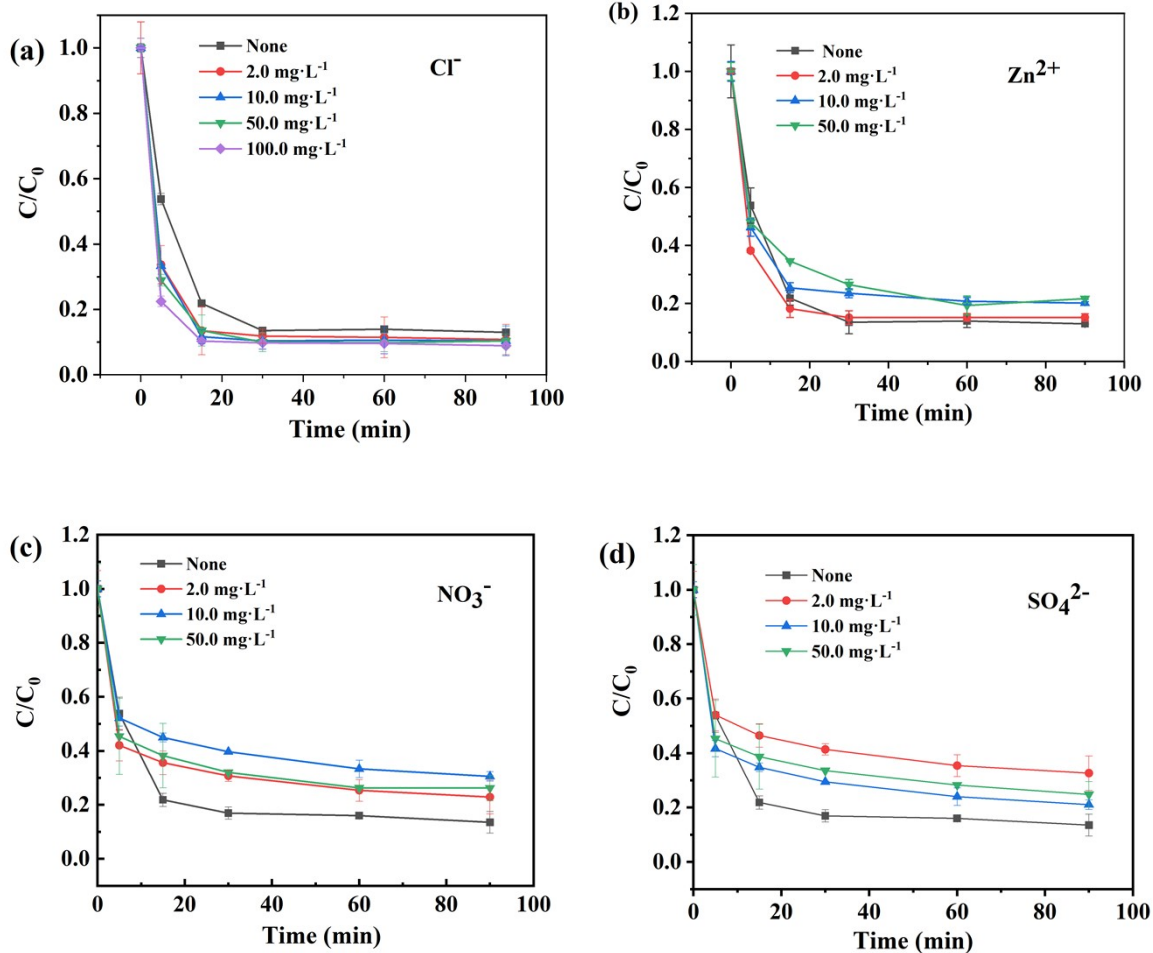 (a)
Cl⁻
None
2.0 mg·L⁻¹
10.0 mg·L⁻¹
50.0 mg·L⁻¹
100.0 mg·L⁻¹
C/C₀
1.0
0.8
0.6
0.4
0.2
0.0
0 20 40 60 80 100
Time (min)
(b)
Zn²⁺
None
2.0 mg·L⁻¹
10.0 mg·L⁻¹
50.0 mg·L⁻¹
C/C₀
1.2
1.0
0.8
0.6
0.4
0.2
0.0
0 20 40 60 80 100
Time (min)
(c)
NO₃⁻
None
2.0 mg·L⁻¹
10.0 mg·L⁻¹
50.0 mg·L⁻¹
C/C₀
1.2
1.0
0.8
0.6
0.4
0.2
0.0
0 20 40 60 80 100
Time (min)
(d)
SO₄²⁻
None
2.0 mg·L⁻¹
10.0 mg·L⁻¹
50.0 mg·L⁻¹
C/C₀
1.2
1.0
0.8
0.6
0.4
0.2
0.0
0 20 40 60 80 100
Time (min)